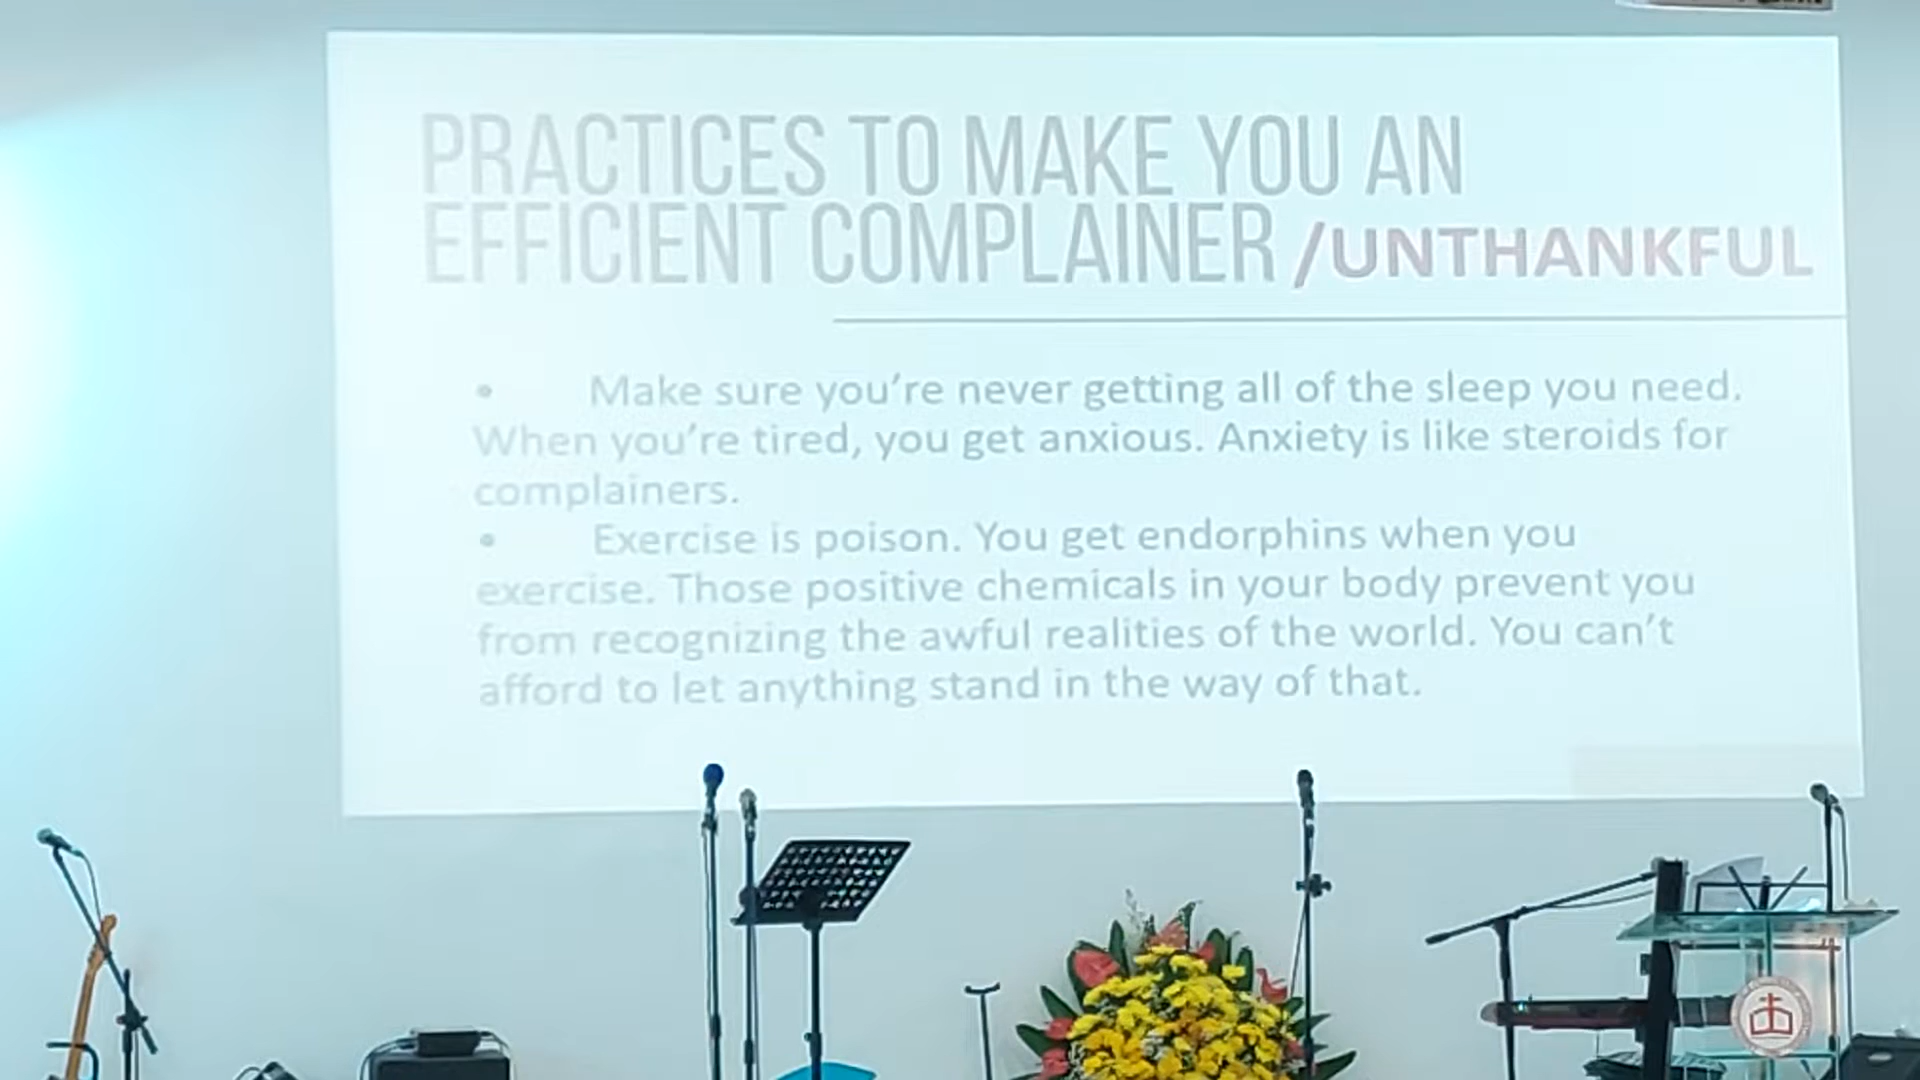 PRACTICES TO MAKE YOU AN
EFFICIENT COMPLAINER /UNTHANKFUL
• Make sure you're never getting all of the sleep you need.
When you're tired, you get anxious. Anxiety is like steroids for
complainers.
• Exercise is poison. You get endorphins when you
exercise. Those positive chemicals in your body prevent you
from recognizing the awful realities of the world. You can't
afford to let anything stand in the way of that.